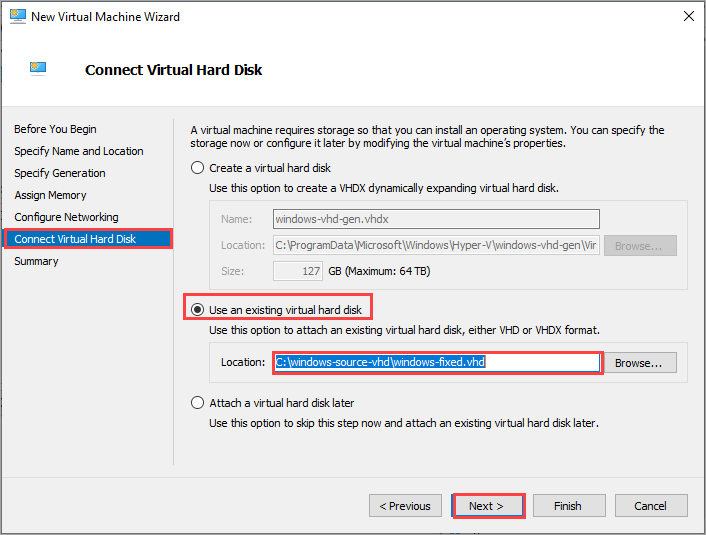 New Virtual Machine Wizard
Connect Virtual Hard Disk
Before You Begin
Specify Name and Location
Specify Generation
Assign Memory
Configure Networking
Connect Virtual Hard Disk
Summary
A virtual machine requires storage so that you can install an operating system. You can specify the
storage now or configure it later by modifying the virtual machine's properties.
Create a virtual hard disk
Use this option to create a VHDX dynamically expanding virtual hard disk.
Name: windows-vhd-gen.vhdx
Location: C:\ProgramData\Microsoft\Windows\Hyper-V\windows-vhd-gen\Vir Browse...
Size: 127 GB (Maximum: 64 TB)
Use an existing virtual hard disk
Use this option to attach an existing virtual hard disk, either VHD or VHDX format.
Location: C:\windows-source-vhd\windows-fixed.vhd Browse...
Attach a virtual hard disk later
Use this option to skip this step now and attach an existing virtual hard disk later.
< Previous Next > Finish Cancel